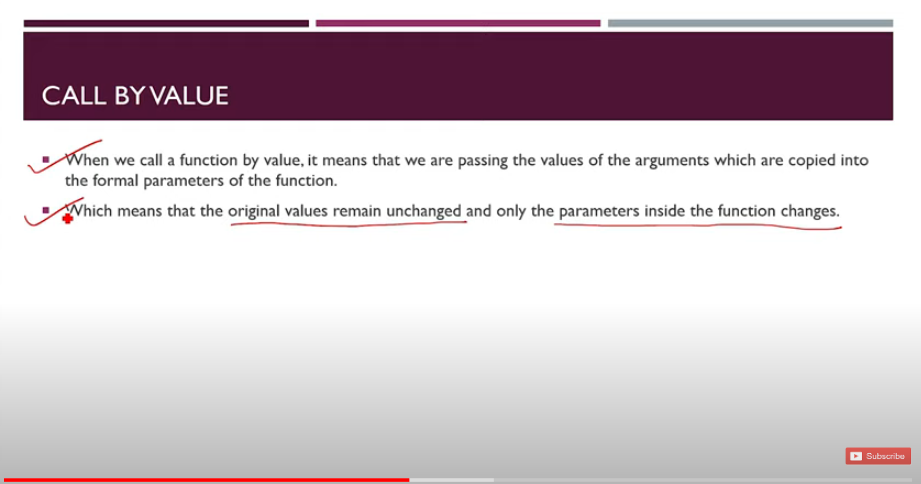 CALL BY VALUE
When we call a function by value, it means that we are passing the values of the arguments which are copied into
the formal parameters of the function.
Which means that the original values remain unchanged and only the parameters inside the function changes.
Subscribe